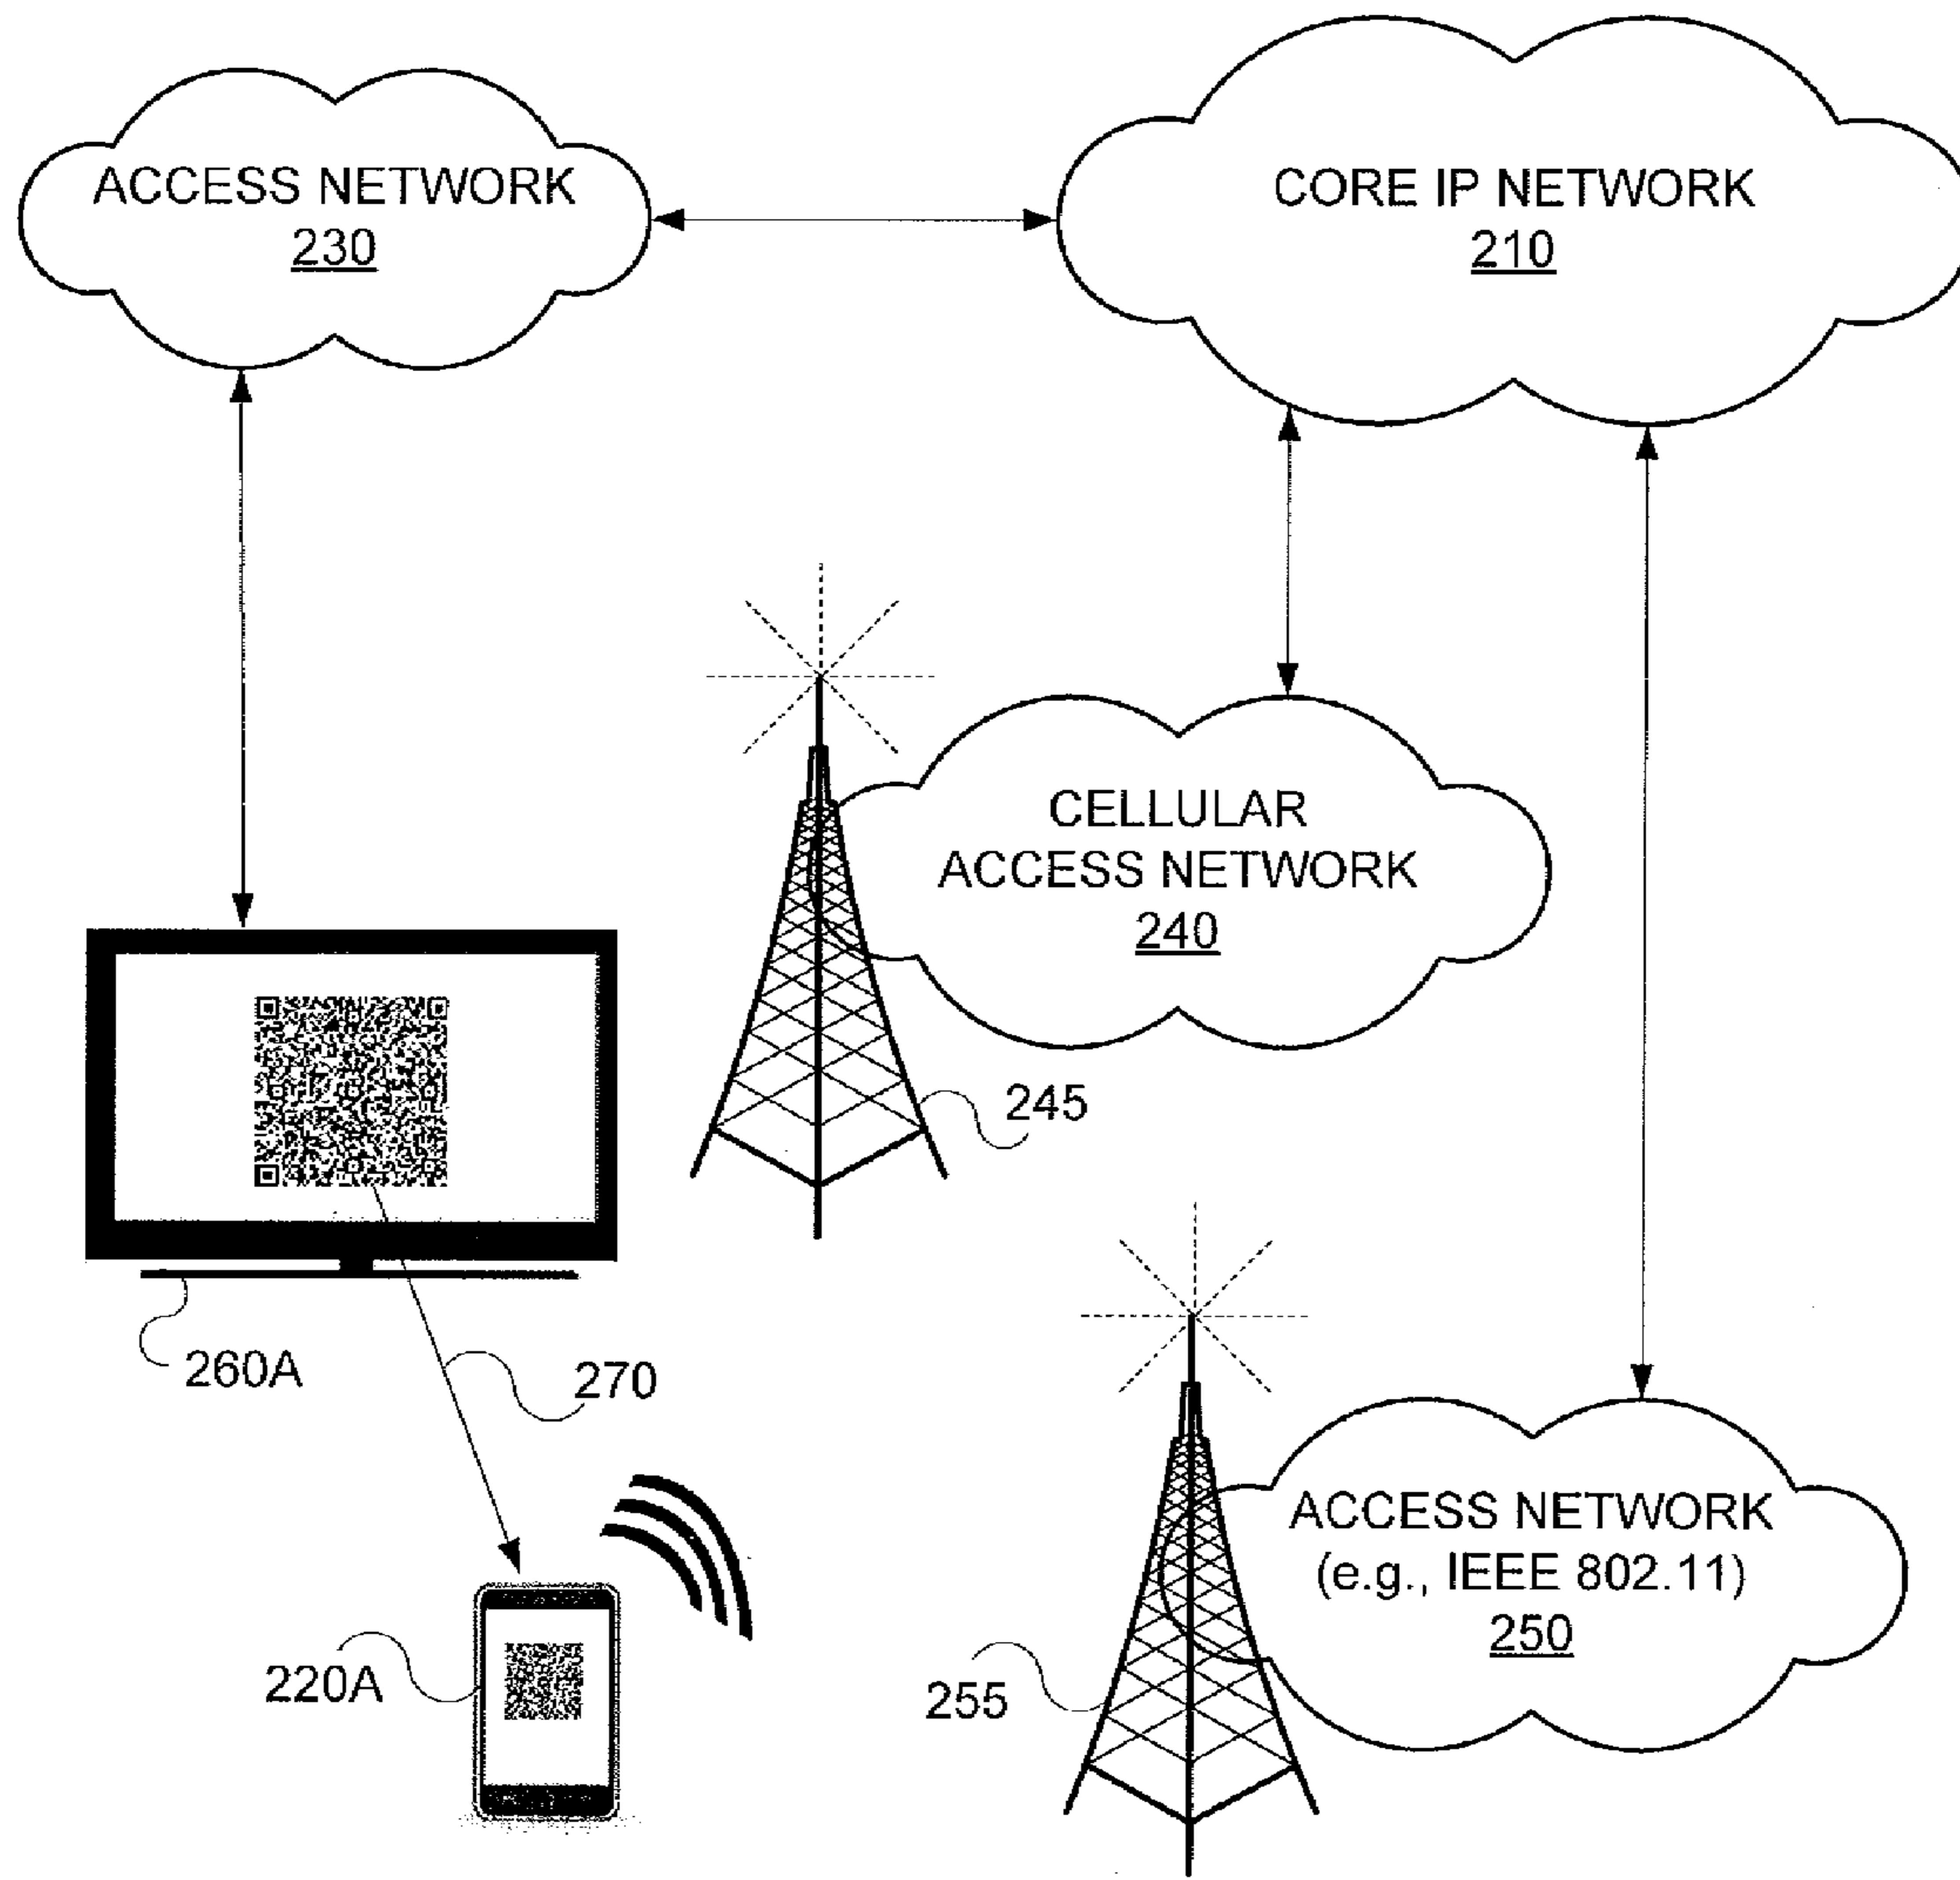 ACCESS NETWORK
230
CORE IP NETWORK
210
CELLULAR
ACCESS NETWORK
240
245
260A
270
ACCESS NETWORK
(e.g., IEEE 802.11)
250
220A
255